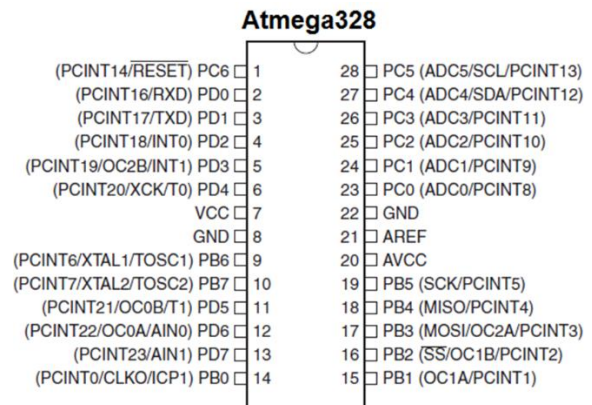 Atmega328
(PCINT14/RESET) PC6 1 28 PC5 (ADC5/SCL/PCINT13)
(PCINT16/RXD) PD0 2 27 PC4 (ADC4/SDA/PCINT12)
(PCINT17/TXD) PD1 3 26 PC3 (ADC3/PCINT11)
(PCINT18/INT0) PD2 4 25 PC2 (ADC2/PCINT10)
(PCINT19/OC2B/INT1) PD3 5 24 PC1 (ADC1/PCINT9)
(PCINT20/XCK/T0) PD4 6 23 PC0 (ADC0/PCINT8)
VCC 7 22 GND
GND 8 21 AREF
(PCINT6/XTAL1/TOSC1) PB6 9 20 AVCC
(PCINT7/XTAL2/TOSC2) PB7 10 19 PB5 (SCK/PCINT5)
(PCINT21/OC0B/T1) PD5 11 18 PB4 (MISO/PCINT4)
(PCINT22/OC0A/AIN0) PD6 12 17 PB3 (MOSI/OC2A/PCINT3)
(PCINT23/AIN1) PD7 13 16 PB2 (SS/OC1B/PCINT2)
(PCINT0/CLKO/ICP1) PB0 14 15 PB1 (OC1A/PCINT1)